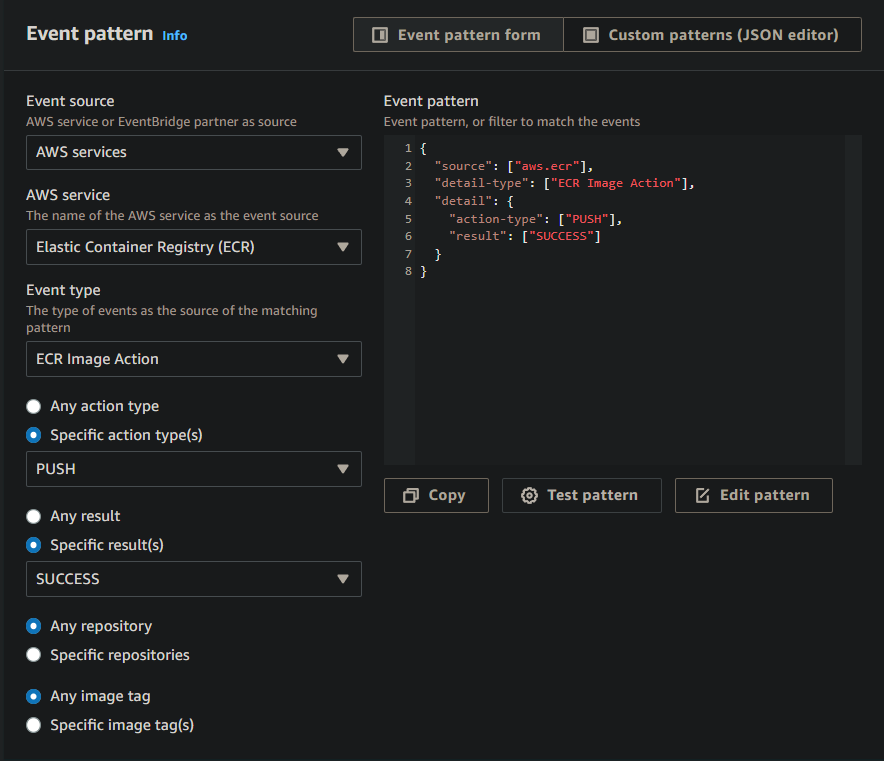 Event pattern Info
Event pattern form
Custom patterns (JSON editor)
Event source
AWS service or EventBridge partner as source
AWS services
AWS service
The name of the AWS service as the event source
Elastic Container Registry (ECR)
Event type
The type of events as the source of the matching
pattern
ECR Image Action
Any action type
Specific action type(s)
PUSH
Any result
Specific result(s)
SUCCESS
Any repository
Specific repositories
Any image tag
Specific image tag(s)
Event pattern
Event pattern, or filter to match the events
1 {
2   "source": ["aws.ecr"],
3   "detail-type": ["ECR Image Action"],
4   "detail": {
5     "action-type": ["PUSH"],
6     "result": ["SUCCESS"]
7   }
8 }
Copy
Test pattern
Edit pattern